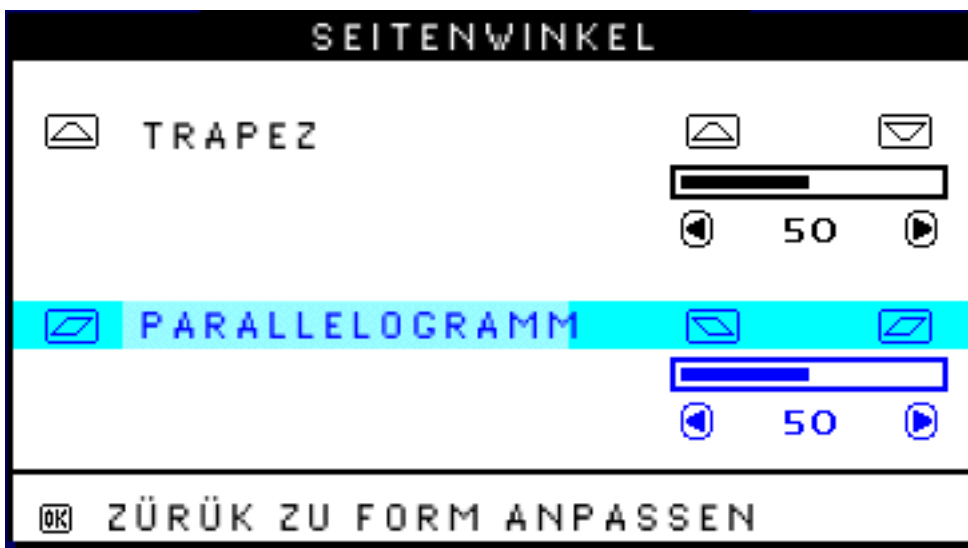 SEITENWINKEL
TRAPEZ
50
PARALLELOGRAMM
50
OK ZÜRÜK ZU FORM ANPASSEN